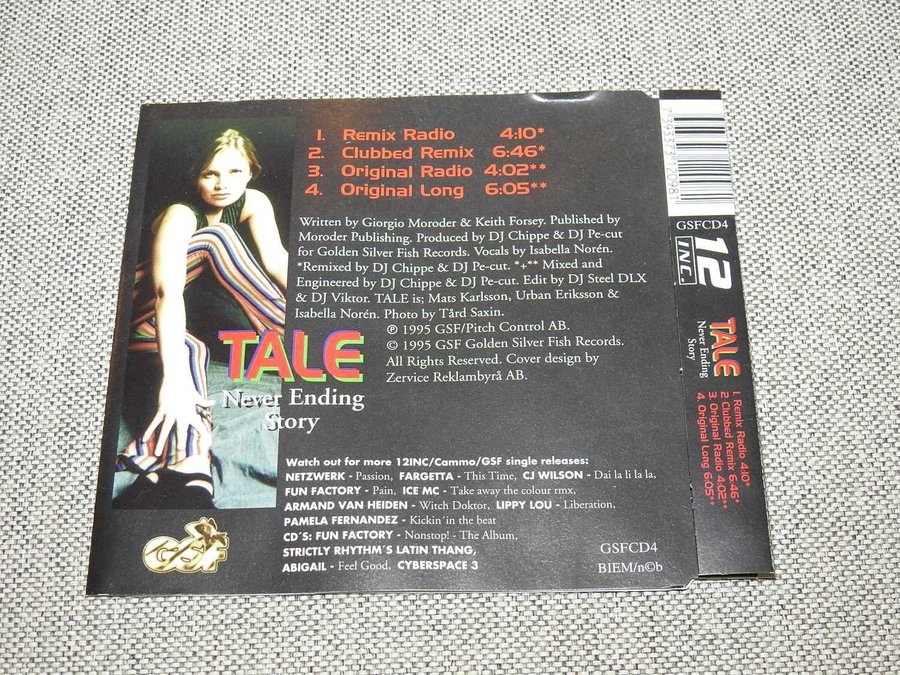 1. Remix Radio 4:10*
2. Clubbed Remix 6:46*
3. Original Radio 4:02**
4. Original Long 6:05**
Written by Giorgio Moroder & Keith Forsey. Published by
Moroder Publishing. Produced by DJ Chippe & DJ Pe-cut
for Golden Silver Fish Records. Vocals by Isabella Norén.
*Remixed by DJ Chippe & DJ Pe-cut. *+** Mixed and
Engineered by DJ Chippe & DJ Pe-cut. Edit by DJ Steel DLX
& DJ Viktor. TALE is; Mats Karlsson, Urban Eriksson &
Isabella Norén. Photo by Tård Saxin.
℗ 1995 GSF/Pitch Control AB.
© 1995 GSF Golden Silver Fish Records.
All Rights Reserved. Cover design by
Zervice Reklambyrå AB.
TALE
Never Ending
Story
Watch out for more 12INC/Cammo/GSF single releases:
NETZWERK - Passion, FARGETTA - This Time, CJ WILSON - Dai la li la la,
FUN FACTORY - Pain, ICE MC - Take away the colour rmx,
ARMAND VAN HEIDEN - Witch Doktor, LIPPY LOU - Liberation,
PAMELA FERNANDEZ - Kickin´in the beat
CD´S: FUN FACTORY - Nonstop! - The Album,
STRICTLY RHYTHM´S LATIN THANG,
ABIGAIL - Feel Good, CYBERSPACE 3
GSF
GSFCD4
BIEM/n©b
GSFCD4
12
INC.
TALE
Never Ending
Story
1. Remix Radio 4:10*
2 Clubbed Remix 6:46*
3. Original Radio 4:02**
4. Original Long 6:05**